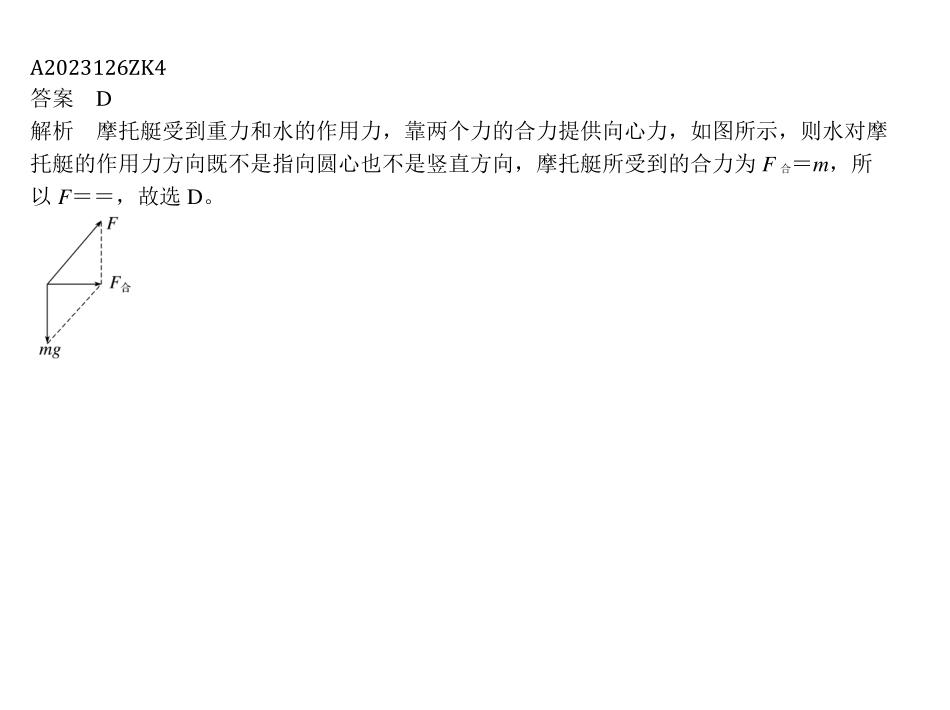 A2023126ZK4
答案　D
解析　摩托艇受到重力和水的作用力，靠两个力的合力提供向心力，如图所示，则水对摩
托艇的作用力方向既不是指向圆心也不是竖直方向，摩托艇所受到的合力为 F 合＝m，所
以 F＝＝，故选 D。
F
F合
mg